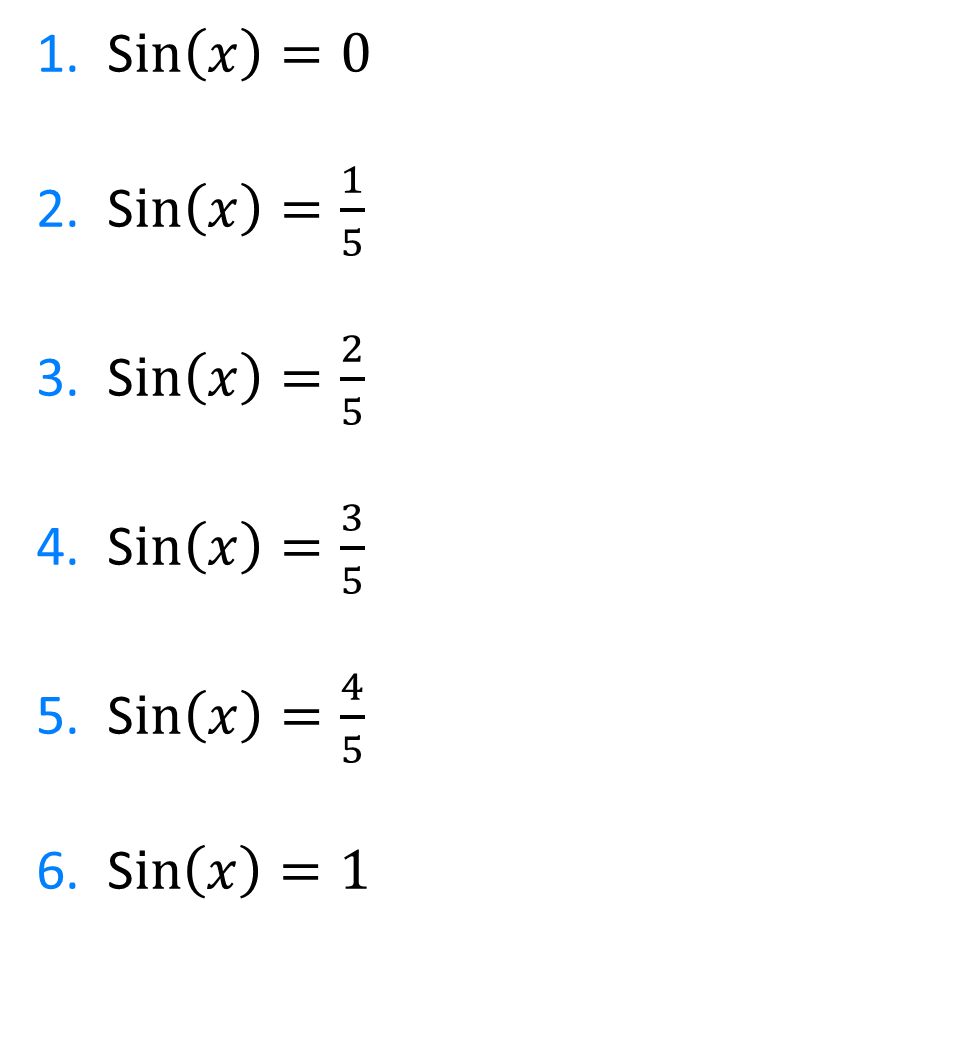 1. Sin(x) = 0
2. Sin(x) = 1/5
3. Sin(x) = 2/5
4. Sin(x) = 3/5
5. Sin(x) = 4/5
6. Sin(x) = 1